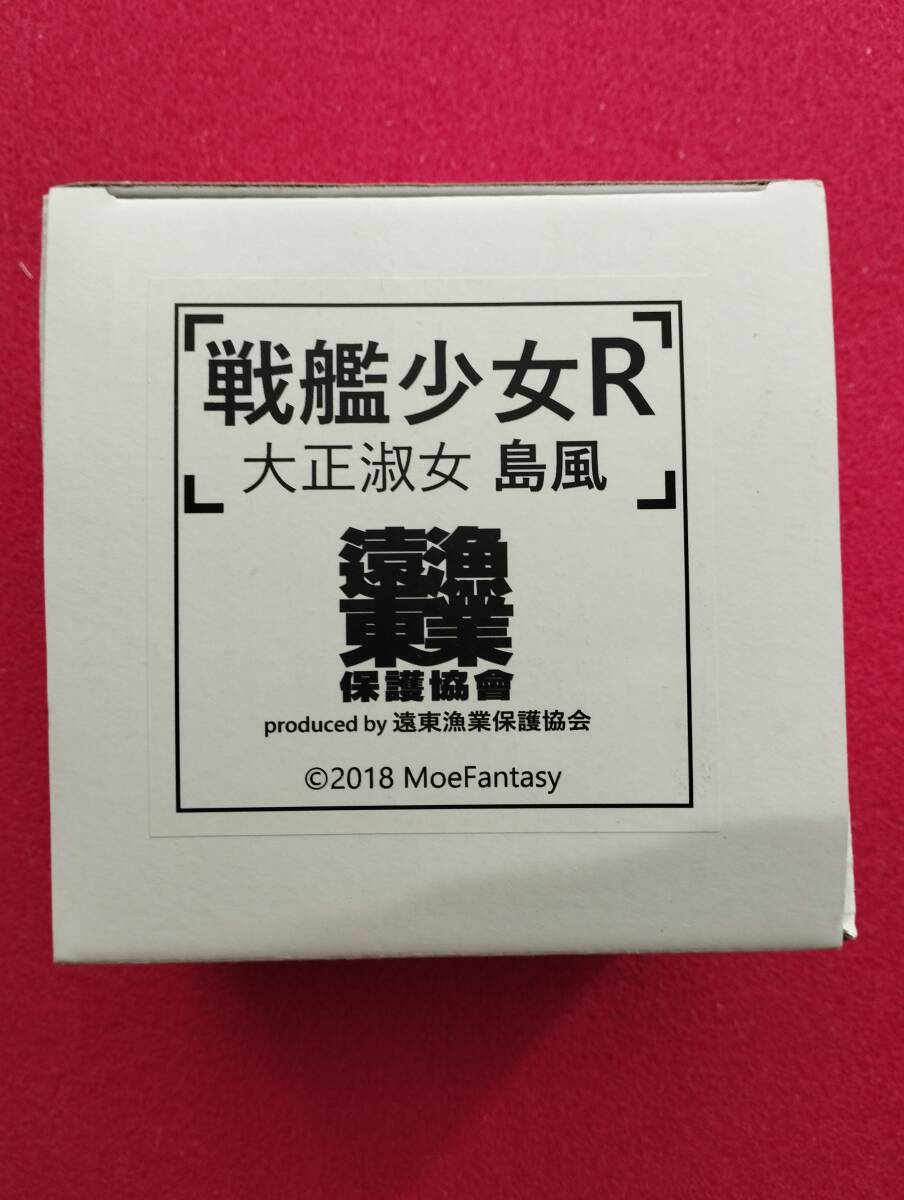 戦艦少女R
大正淑女 島風
遠漁
東業
保護協會
produced by 遠東漁業保護協会
©2018 MoeFantasy